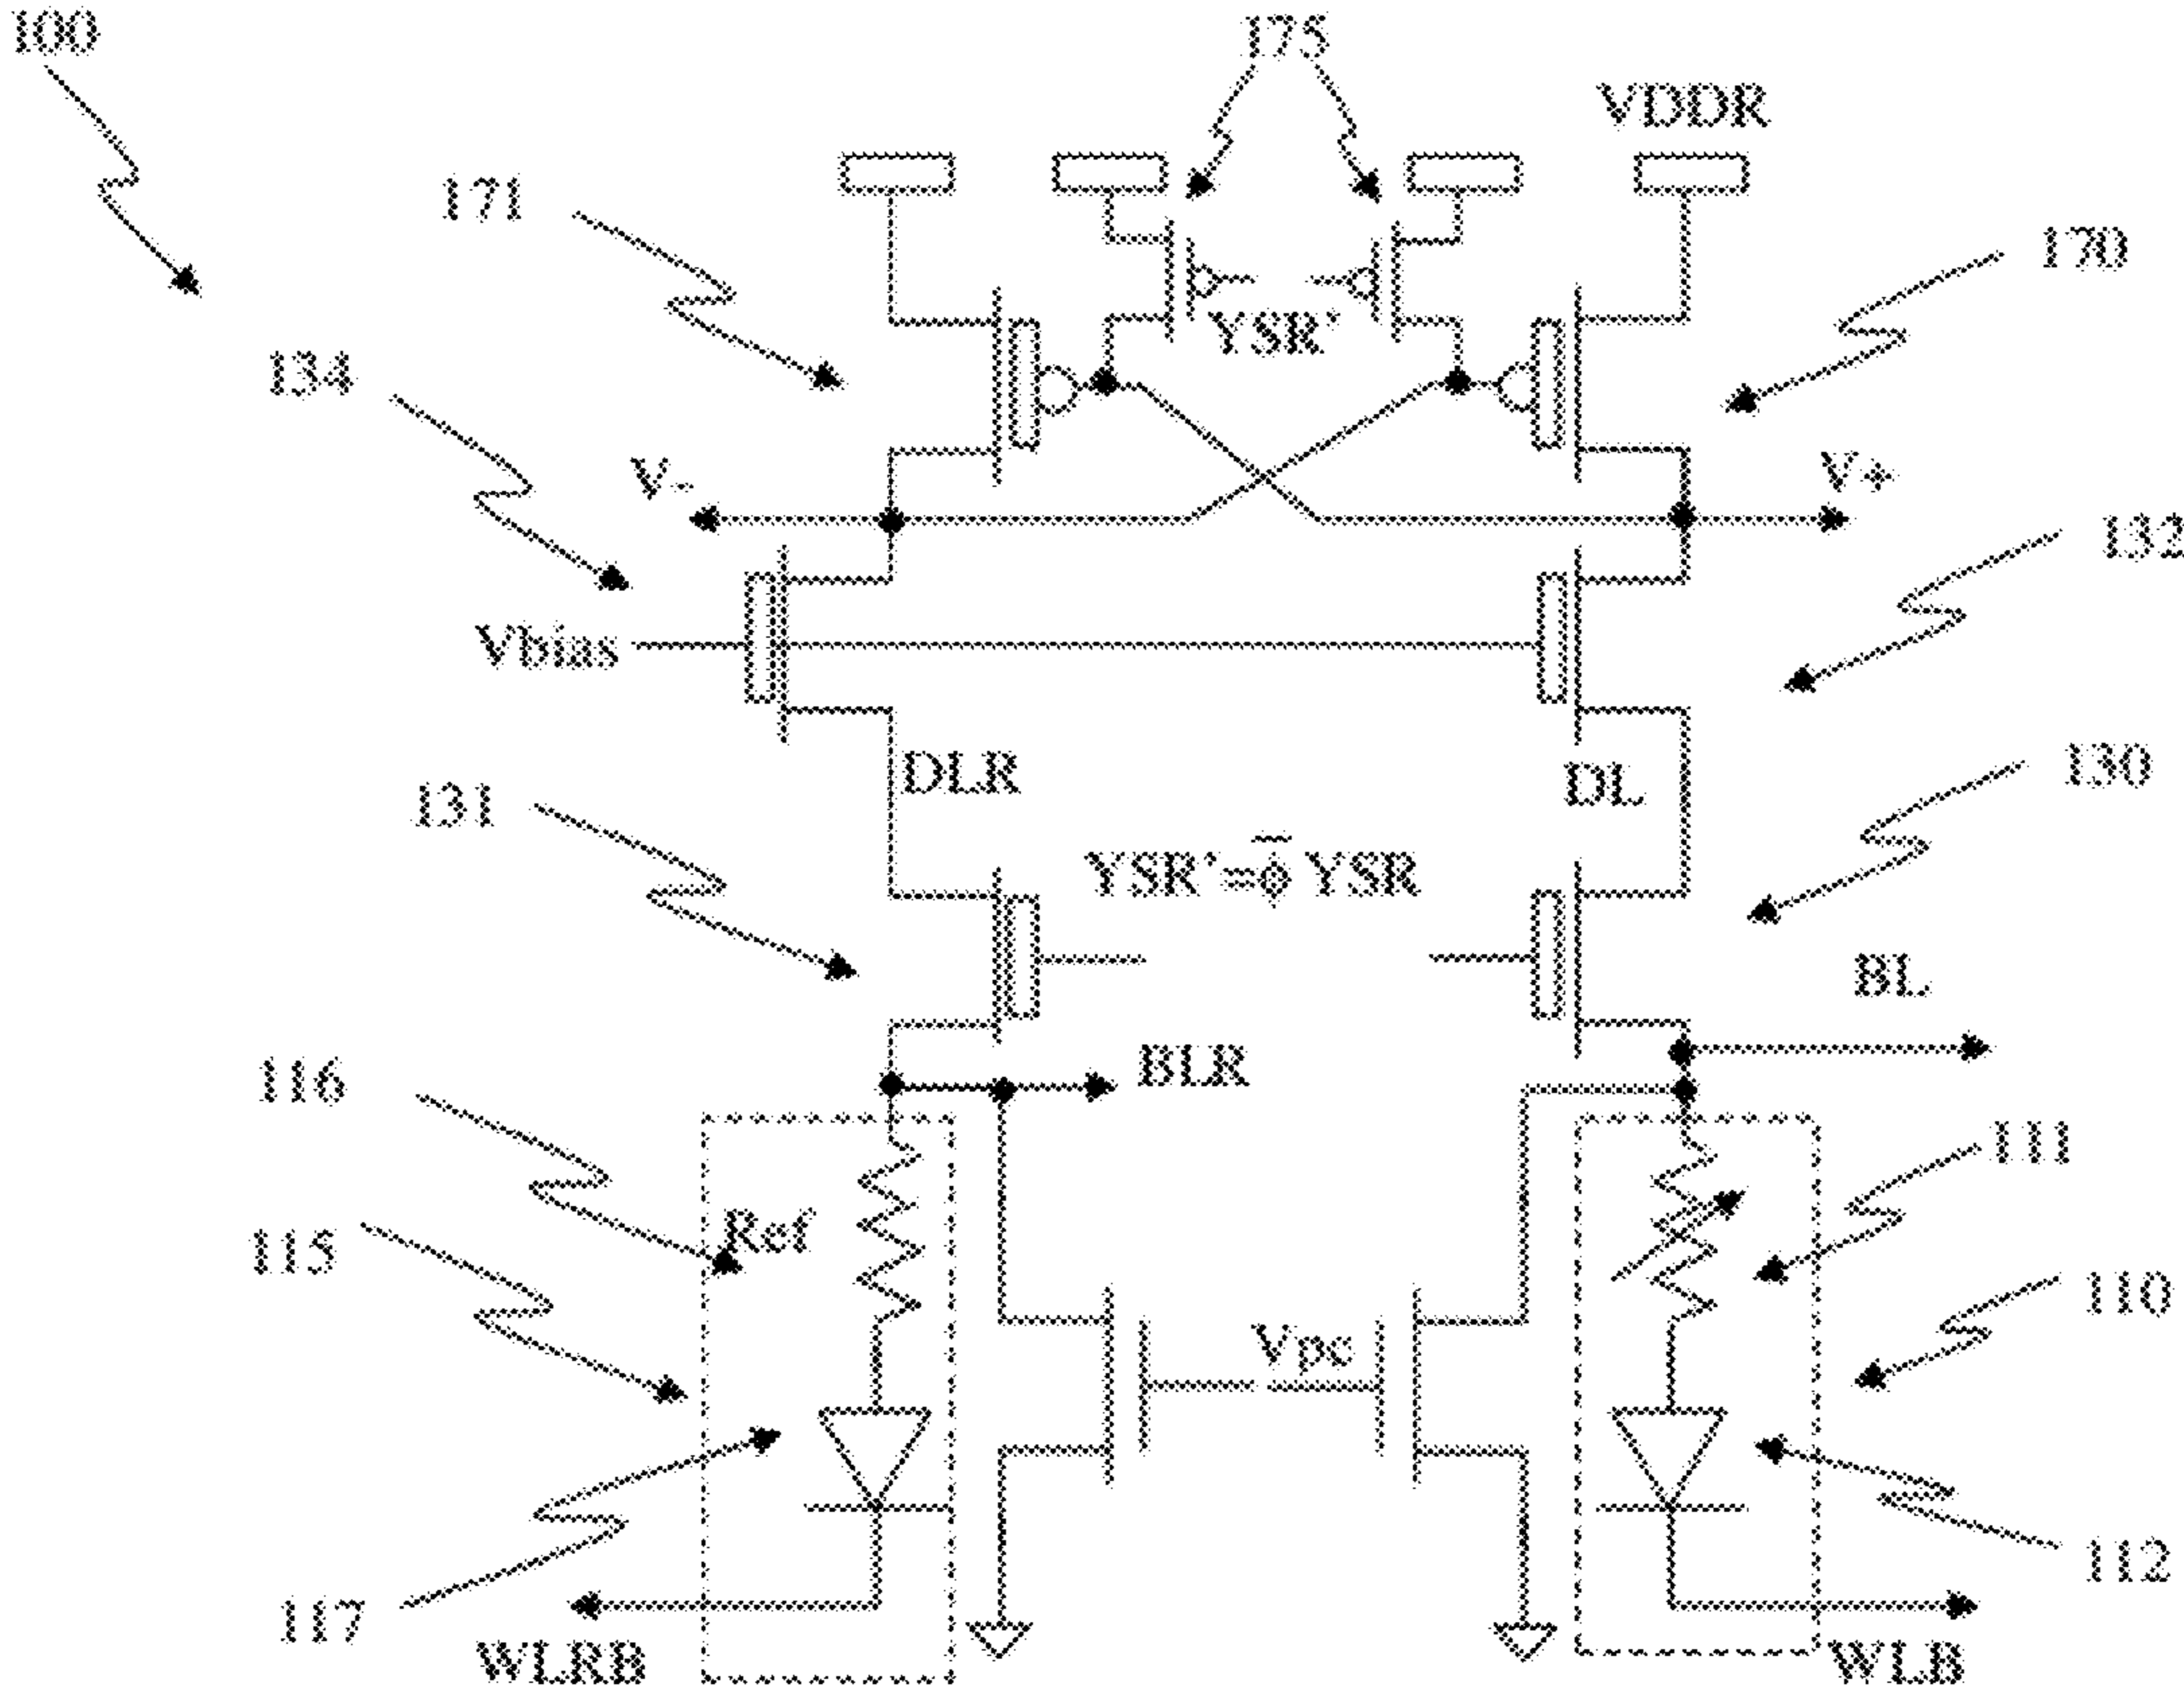 100
175
VDDR
171
170
YSR'
134
V-
V+
132
Vbias
DLR
DL
130
131
YSR'=ϕ̅ YSR
BL
BLR
116
111
Ref
115
110
Vpc
112
117
WLRB
WLB